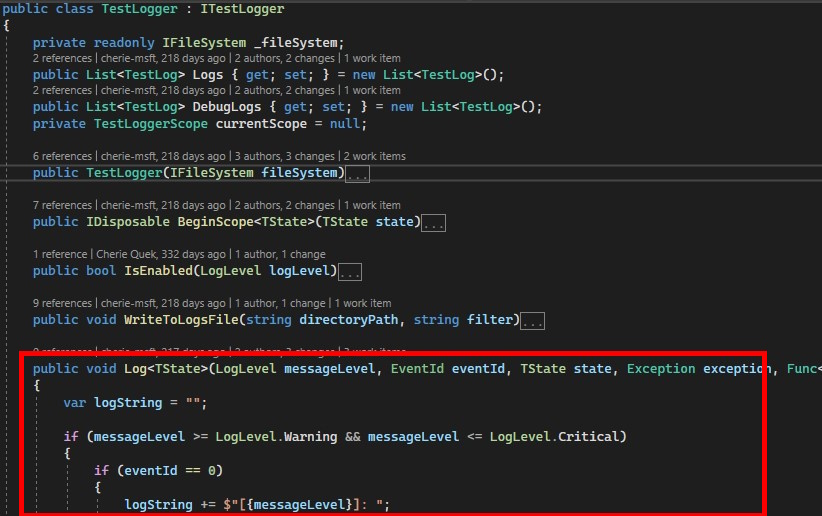 public class TestLogger : ITestLogger
{
private readonly IFileSystem _fileSystem;
2 references | cherie-msft, 218 days ago | 2 authors, 2 changes | 1 work item
public List<TestLog> Logs { get; set; } = new List<TestLog>();
2 references | cherie-msft, 218 days ago | 2 authors, 2 changes | 1 work item
public List<TestLog> DebugLogs { get; set; } = new List<TestLog>();
private TestLoggerScope currentScope = null;
6 references | cherie-msft, 218 days ago | 3 authors, 3 changes | 2 work items
public TestLogger(IFileSystem fileSystem)...
7 references | cherie-msft, 218 days ago | 2 authors, 2 changes | 1 work item
public IDisposable BeginScope<TState>(TState state)...
1 reference | Cherie Quek, 332 days ago | 1 author, 1 change
public bool IsEnabled(LogLevel logLevel)...
9 references | cherie-msft, 218 days ago | 1 author, 1 change | 1 work item
public void WriteToLogsFile(string directoryPath, string filter)...
public void Log<TState>(LogLevel messageLevel, EventId eventId, TState state, Exception exception, Func<
{
var logString = "";
if (messageLevel >= LogLevel.Warning && messageLevel <= LogLevel.Critical)
{
if (eventId == 0)
{
logString += $"[{messageLevel}]: ";